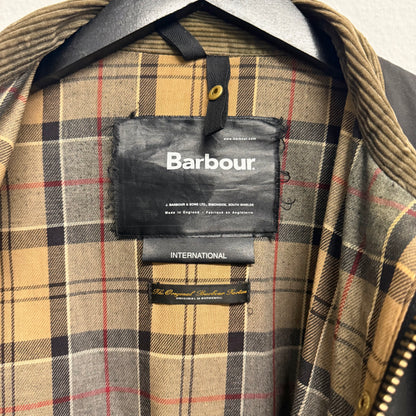 www.barbour.com
Barbour.
J. BARBOUR & SONS LTD., SIMONSIDE, SOUTH SHIELDS
Made in England - Fabriqué en Angleterre
INTERNATIONAL
The Original